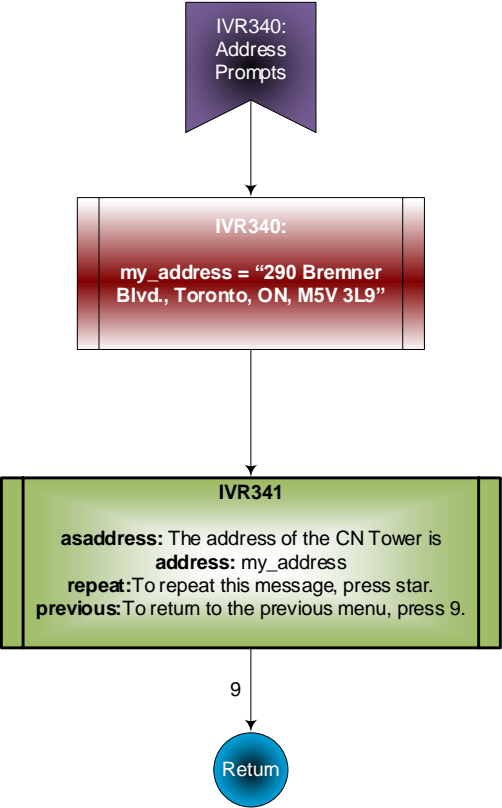 IVR340:
Address
Prompts
IVR340:
my_address = “290 Bremner
Blvd., Toronto, ON, M5V 3L9”
IVR341
asaddress: The address of the CN Tower is
address: my_address
repeat:To repeat this message, press star.
previous:To return to the previous menu, press 9.
9
Return